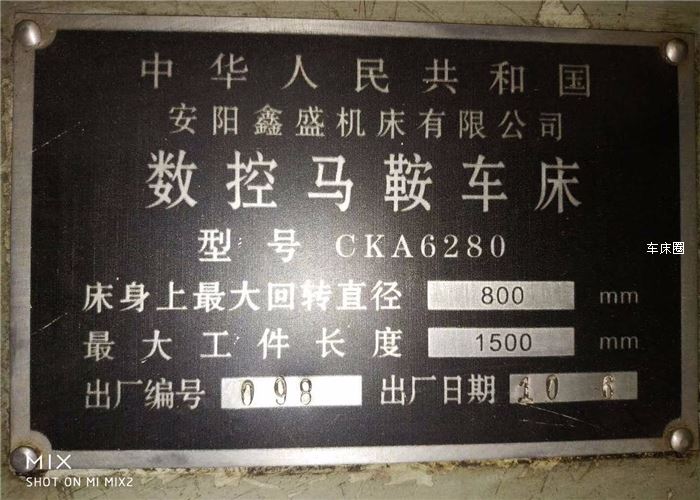 中华人民共和国
安阳鑫盛机床有限公司
数控马鞍车床
型号 CKA6280
床身上最大回转直径 800 mm
最大工件长度 1500 mm
出厂编号 098 出厂日期 10 6
车床圈
MIX
SHOT ON MI MIX2